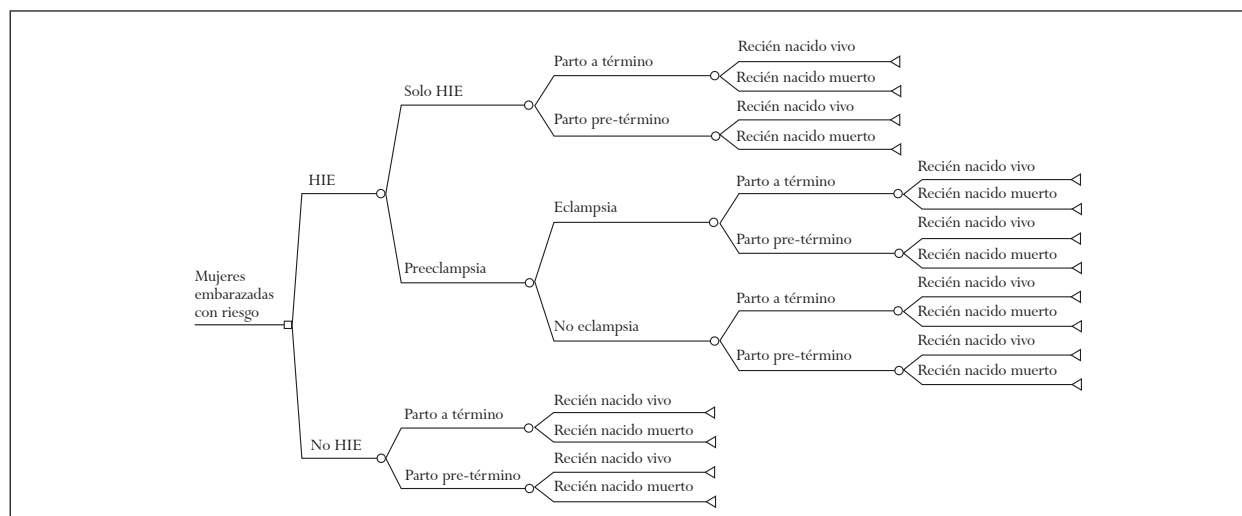 Recién nacido vivo
Parto a término
Recién nacido muerto
Solo HIE
Recién nacido vivo
Parto pre-término
Recién nacido muerto
Recién nacido vivo
HIE
Parto a término
Recién nacido muerto
Eclampsia
Recién nacido vivo
Parto pre-término
Recién nacido muerto
Preeclampsia
Mujeres
embarazadas
con riesgo
Recién nacido vivo
Parto a término
Recién nacido muerto
No eclampsia
Recién nacido vivo
Parto pre-término
Recién nacido muerto
Recién nacido vivo
Parto a término
Recién nacido muerto
No HIE
Recién nacido vivo
Parto pre-término
Recién nacido muerto